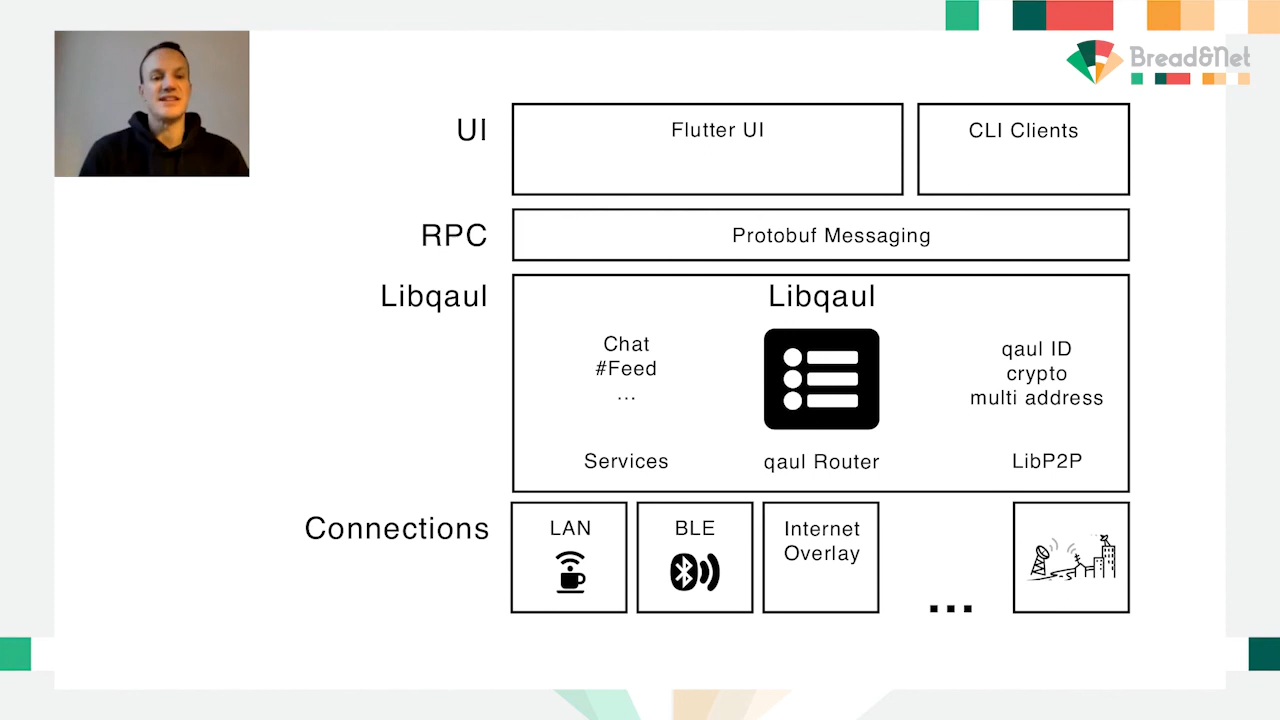 Bread&Net
UI
Flutter UI
CLI Clients
RPC
Protobuf Messaging
Libqaul
Libqaul
Chat
#Feed
...
Services
qaul Router
qaul ID
crypto
multi address
LibP2P
Connections
LAN
BLE
Internet
Overlay
...